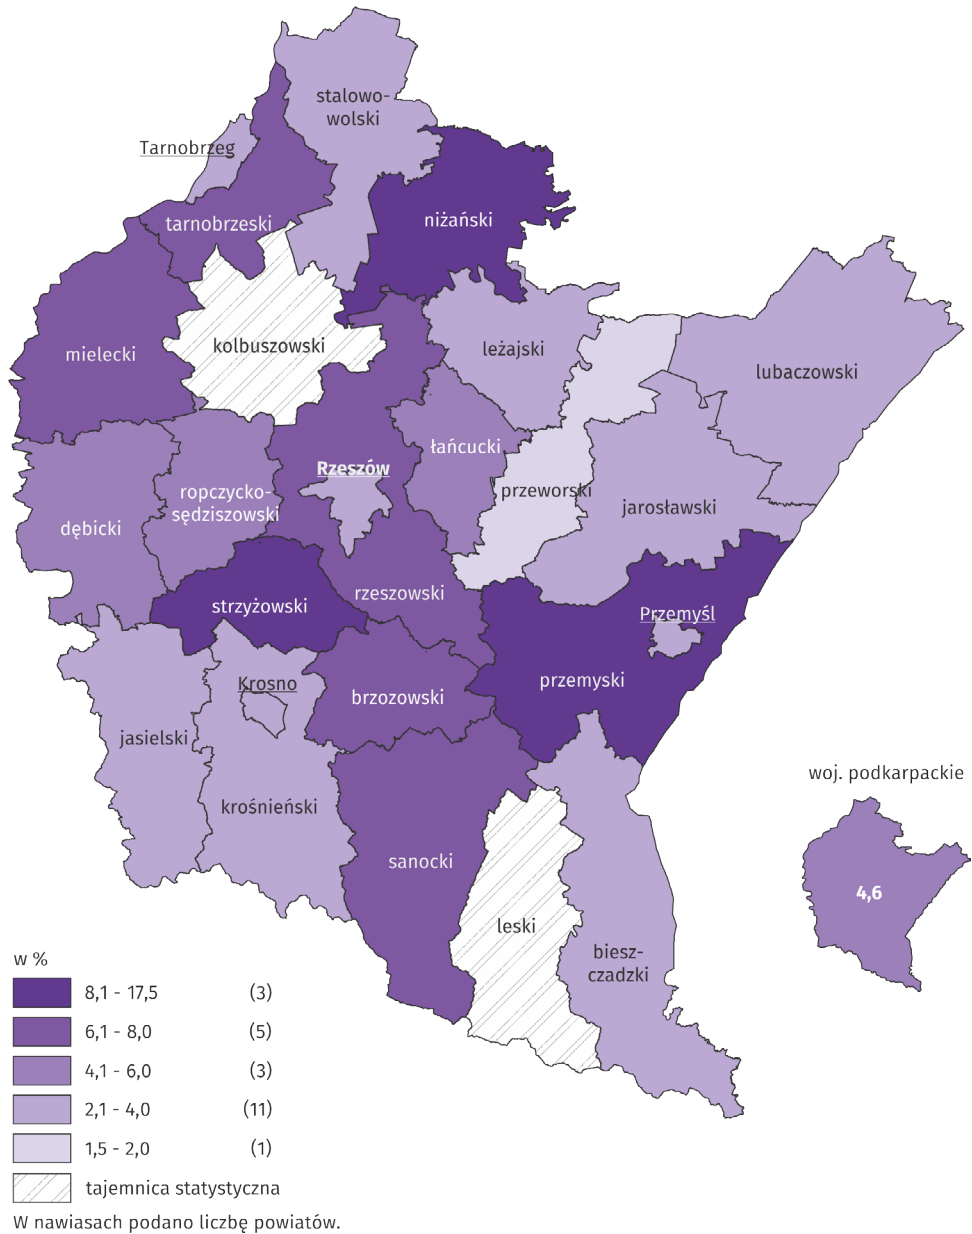 stalowo-
wolski
Tarnobrzeg
tarnobrzeski
niżański
mielecki
kolbuszowski
leżajski
lubaczowski
łańcucki
Rzeszów
ropczycko-
sędziszowski
przeworski
jarosławski
dębicki
strzyżowski
rzeszowski
Przemyśl
przemyski
Krosno
brzozowski
jasielski
krośnieński
sanocki
leski
biesz-
czadzki
woj. podkarpackie
4,6
w %
8,1 - 17,5 (3)
6,1 - 8,0 (5)
4,1 - 6,0 (3)
2,1 - 4,0 (11)
1,5 - 2,0 (1)
tajemnica statystyczna
W nawiasach podano liczbę powiatów.